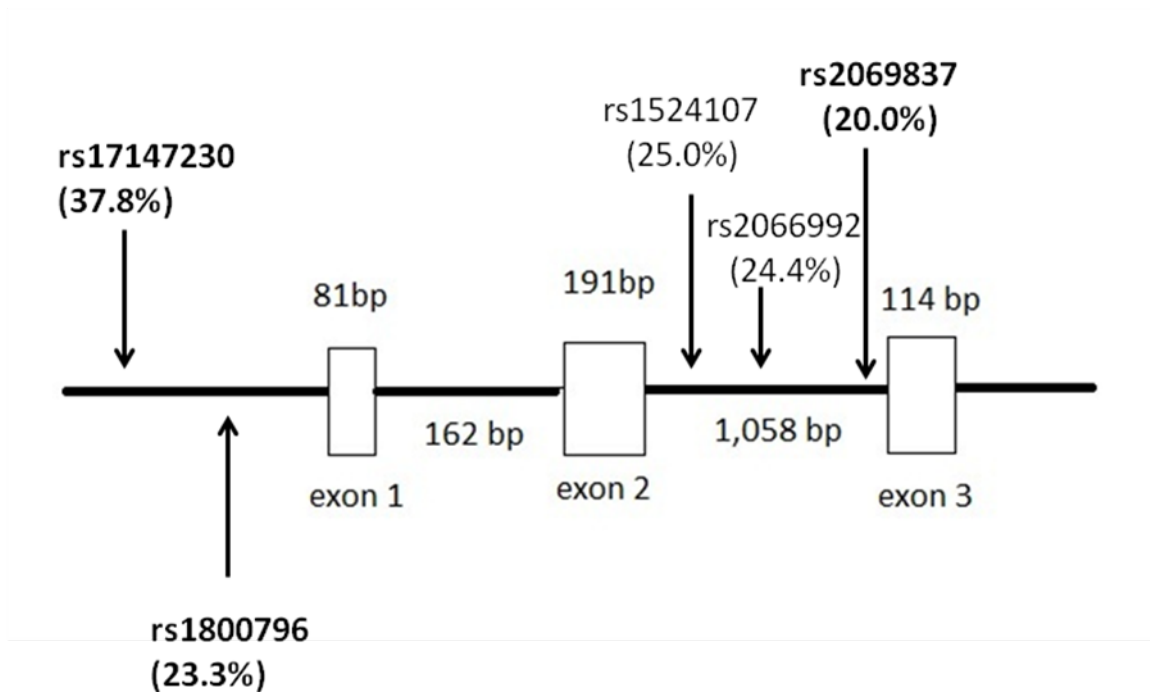 rs2069837
(20.0%)
rs1524107
(25.0%)
rs17147230
(37.8%)
rs2066992
(24.4%)
81bp
191bp
114 bp
162 bp
1,058 bp
exon 1
exon 2
exon 3
rs1800796
(23.3%)